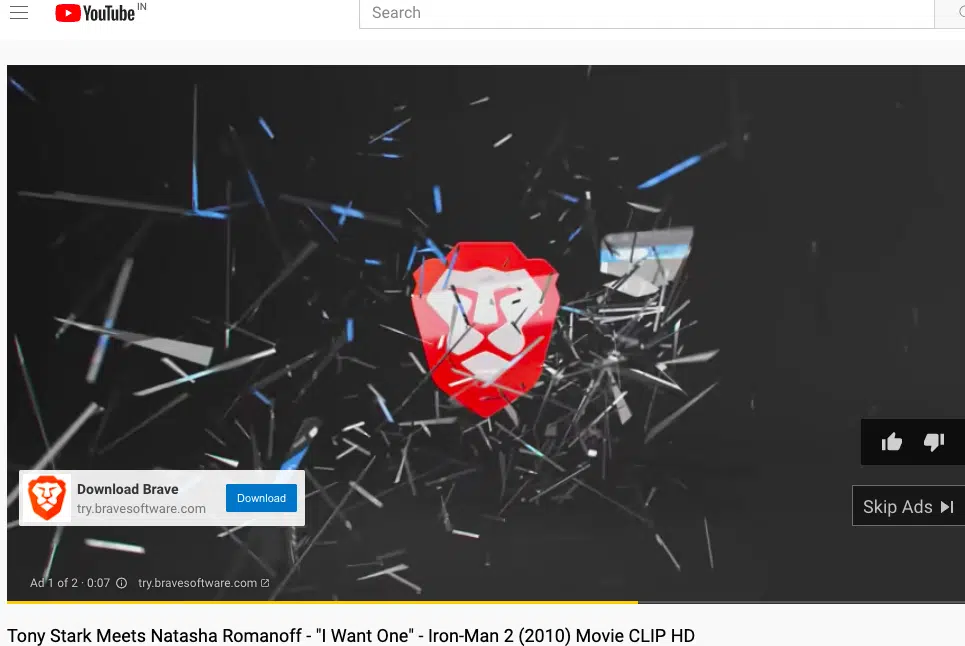 YouTube IN
Search
Download Brave
try.bravesoftware.com
Download
Skip Ads
Ad 1 of 2 · 0:07 try.bravesoftware.com
Tony Stark Meets Natasha Romanoff - "I Want One" - Iron-Man 2 (2010) Movie CLIP HD